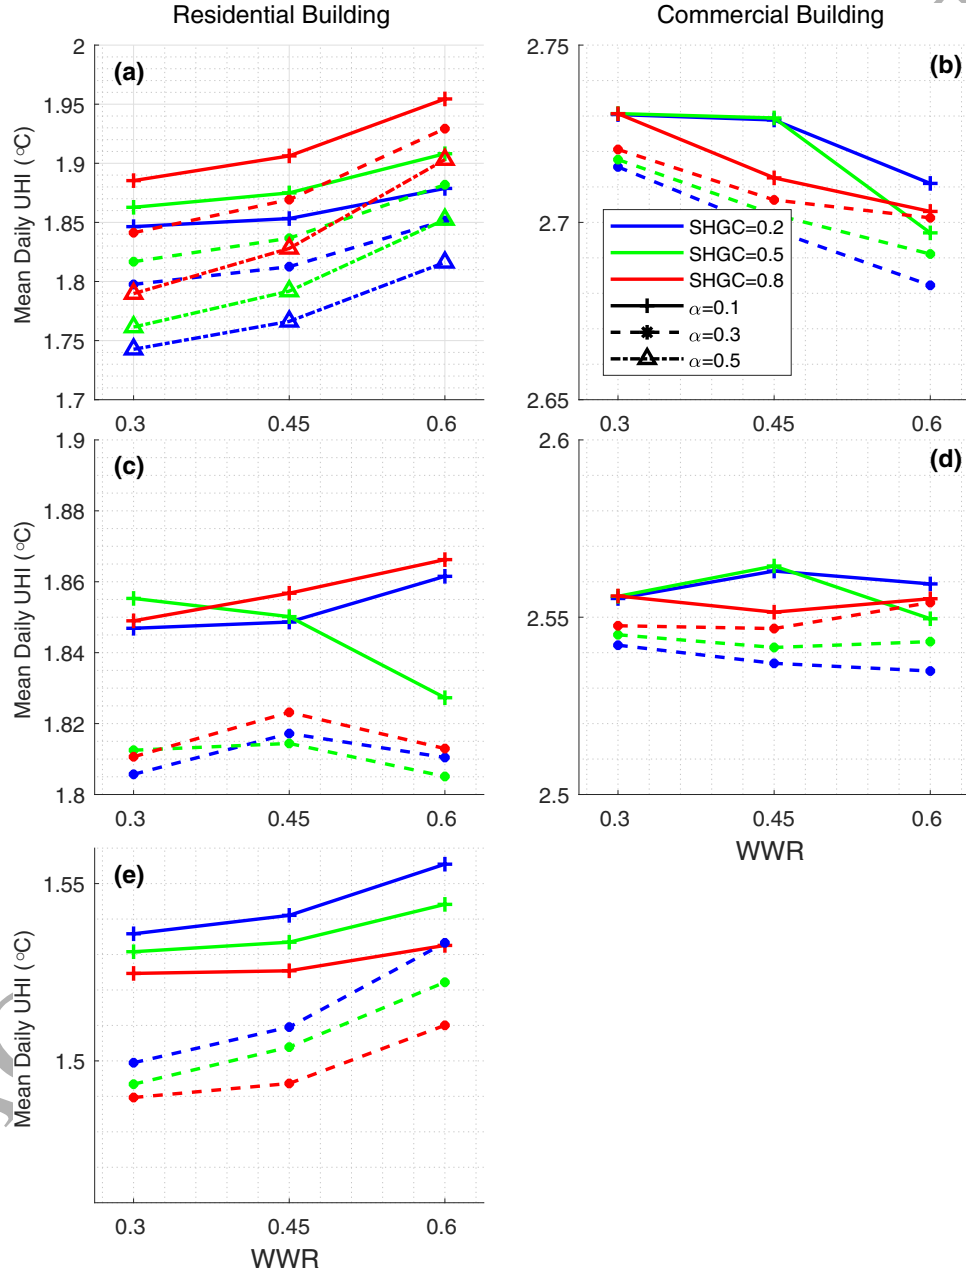 Residential Building
Commercial Building
(a)
Mean Daily UHI (°C)
2
1.95
1.9
1.85
1.8
1.75
1.7
0.3
0.45
0.6
(b)
2.75
2.7
2.65
SHGC=0.2
SHGC=0.5
SHGC=0.8
α=0.1
α=0.3
α=0.5
0.3
0.45
0.6
(c)
Mean Daily UHI (°C)
1.9
1.88
1.86
1.84
1.82
1.8
0.3
0.45
0.6
(d)
2.6
2.55
2.5
0.3
0.45
0.6
WWR
(e)
Mean Daily UHI (°C)
1.55
1.5
0.3
0.45
0.6
WWR